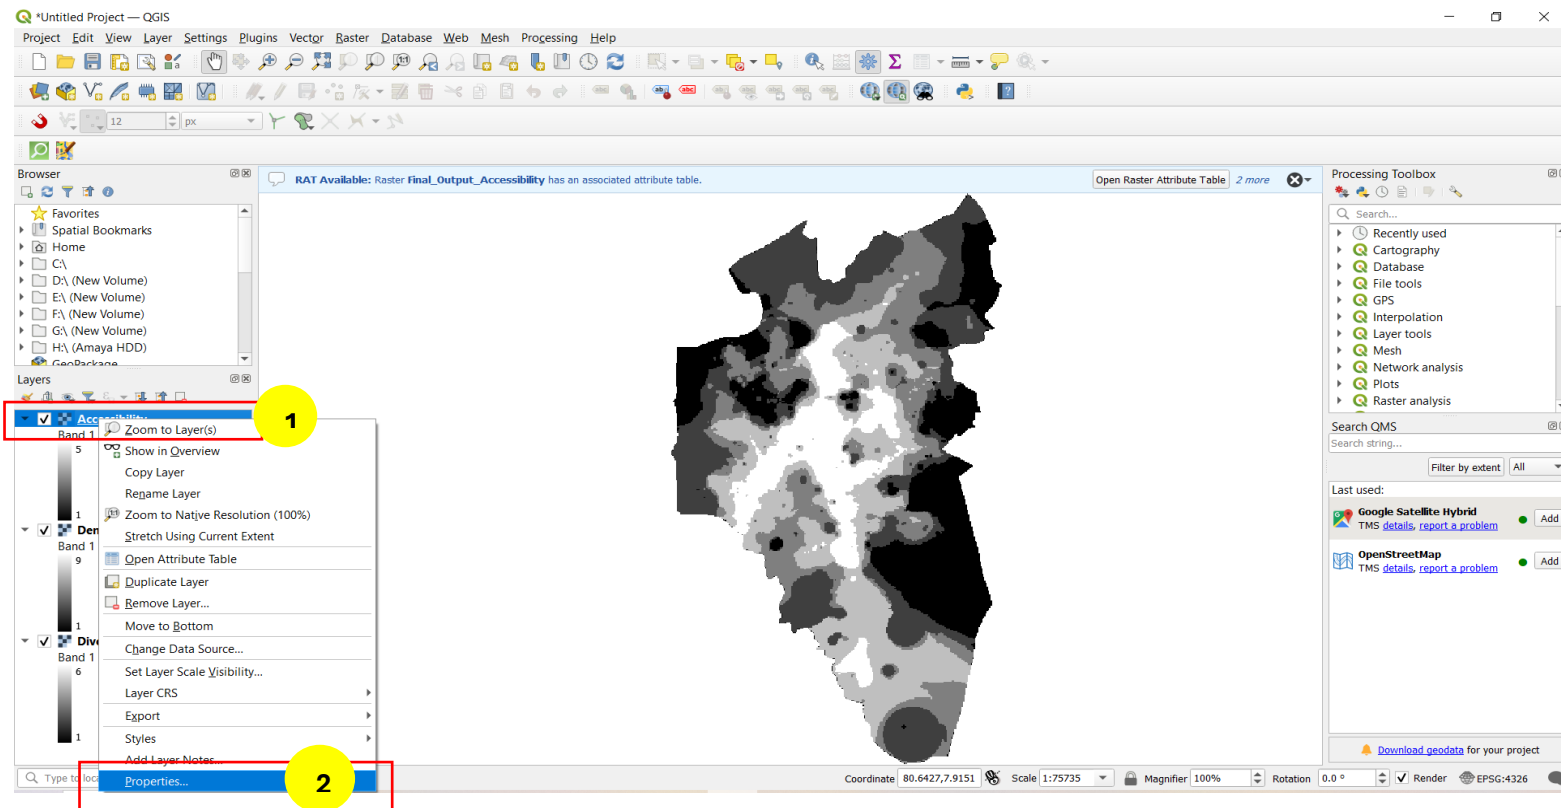 *Untitled Project — QGIS
Project Edit View Layer Settings Plugins Vector Raster Database Web Mesh Processing Help
12 px
Browser
RAT Available: Raster Final_Output_Accessibility has an associated attribute table.
Open Raster Attribute Table 2 more
Processing Toolbox
Favorites
Spatial Bookmarks
Home
C:\
D:\ (New Volume)
E:\ (New Volume)
F:\ (New Volume)
G:\ (New Volume)
H:\ (Amaya HDD)
GeoPackage
Search...
Recently used
Cartography
Database
File tools
GPS
Interpolation
Layer tools
Mesh
Network analysis
Plots
Raster analysis
Layers
Accessibility
1
Band 1
5
1
Den
Band 1
9
1
Dive
Band 1
6
1
Zoom to Layer(s)
Show in Overview
Copy Layer
Rename Layer
Zoom to Native Resolution (100%)
Stretch Using Current Extent
Open Attribute Table
Duplicate Layer
Remove Layer...
Move to Bottom
Change Data Source...
Set Layer Scale Visibility...
Layer CRS
Export
Styles
Add Layer Notes...
Properties...
2
Search QMS
Search string...
Filter by extent All
Last used:
Google Satellite Hybrid
TMS details, report a problem
Add
OpenStreetMap
TMS details, report a problem
Add
Download geodata for your project
Type to loc
Coordinate 80.6427,7.9151 Scale 1:75735 Magnifier 100% Rotation 0.0 ° Render EPSG:4326